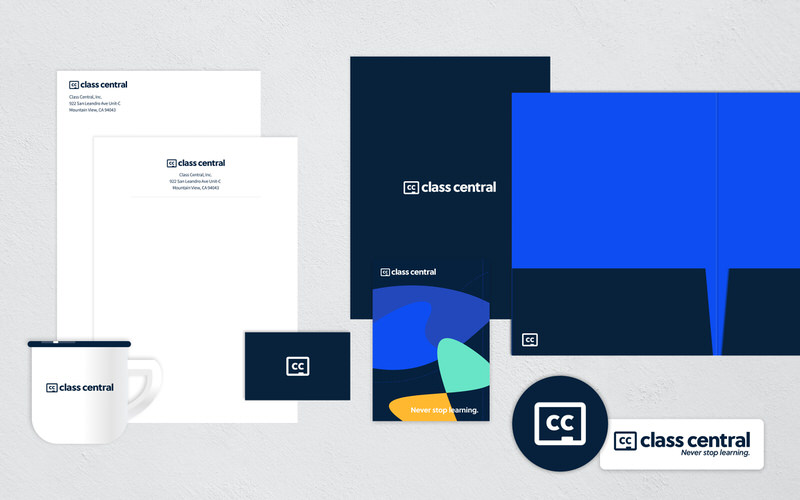 cc class central
Class Central, Inc.
922 San Leandro Ave Unit-C
Mountain View, CA 94043
cc class central
Class Central, Inc.
922 San Leandro Ave Unit-C
Mountain View, CA 94043
cc class central
cc class central
Never stop learning.
cc
cc
cc class central
cc
cc class central
Never stop learning.